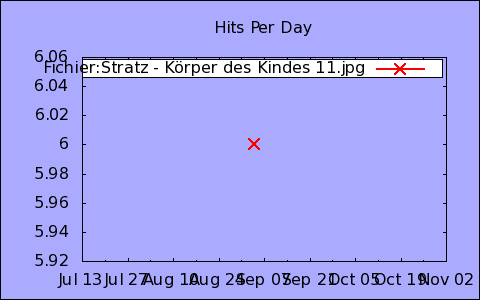 Hits Per Day
Fichier:Stratz - Körper des Kindes 11.jpg
6.06
6.04
6.02
6
5.98
5.96
5.94
5.92
Jul 13 Jul 27 Aug 10 Aug 24 Sep 07 Sep 21 Oct 05 Oct 19 Nov 02